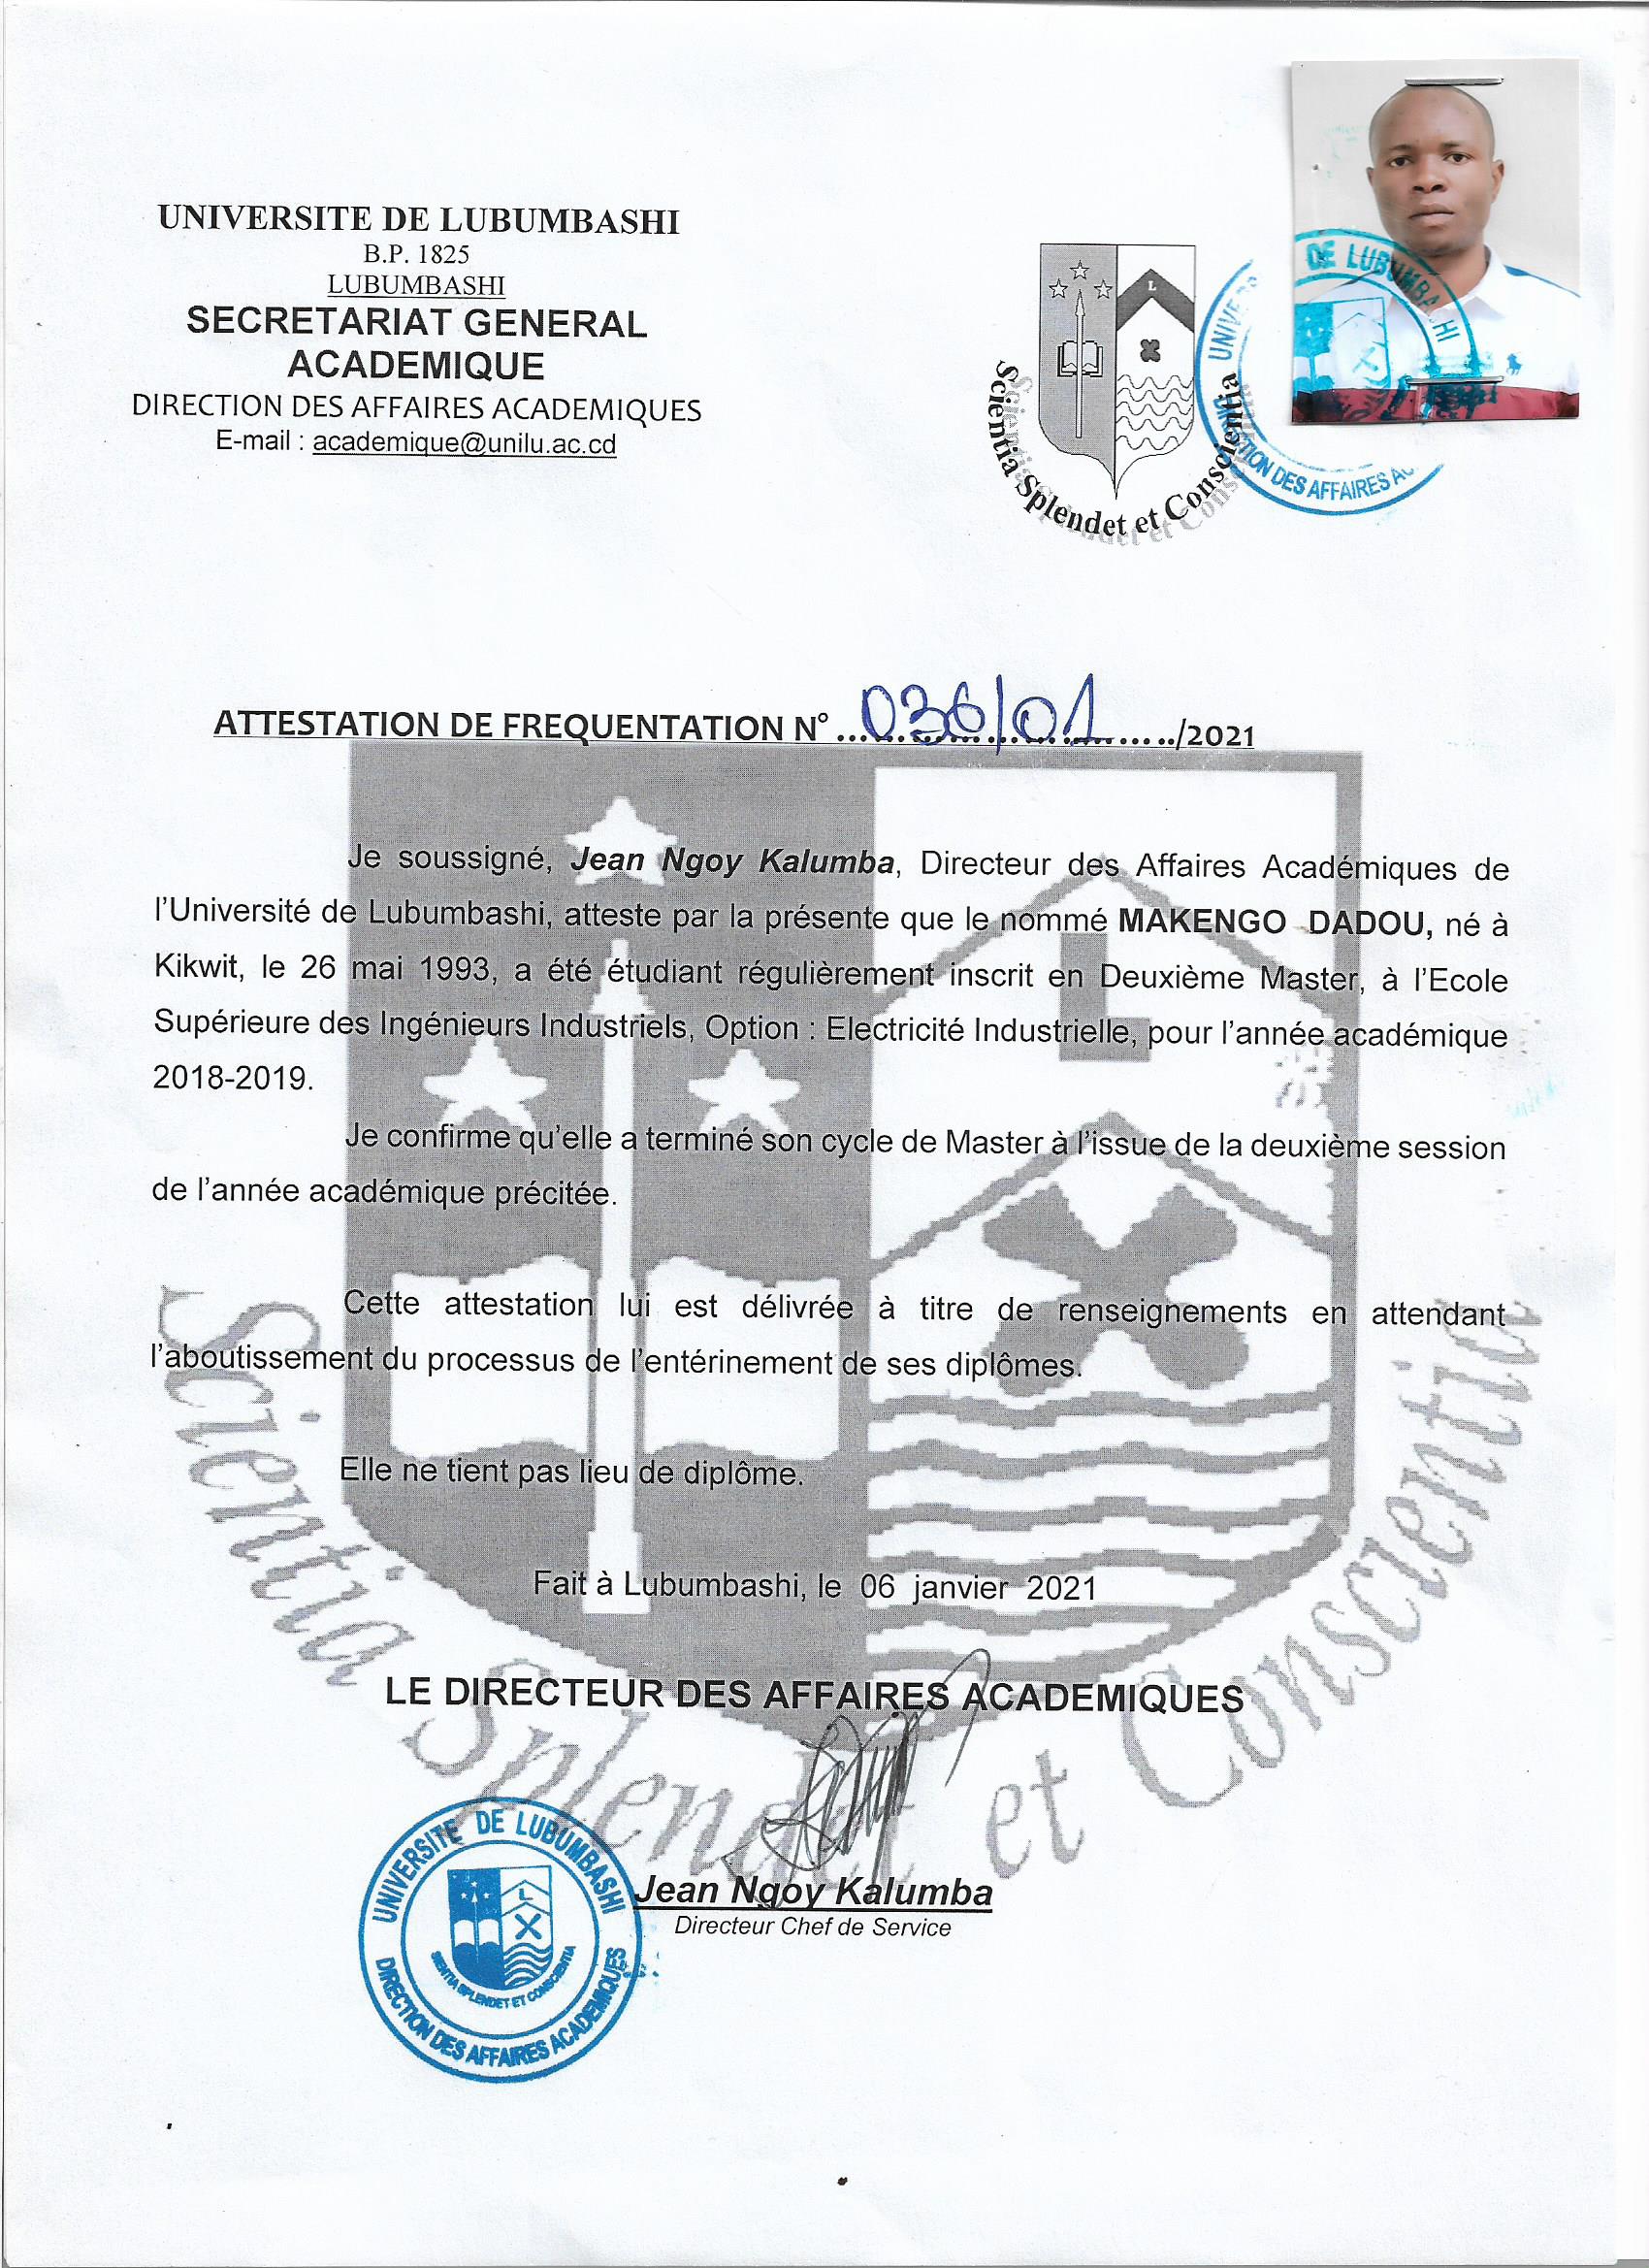 UNIVERSITE DE LUBUMBASHI
B.P. 1825
LUBUMBASHI
SECRETARIAT GENERAL
ACADEMIQUE
DIRECTION DES AFFAIRES ACADEMIQUES
E-mail : academique@unilu.ac.cd
L
Scientia Splendet et Conscientia
DE LUBUMBASHI
DIRECTION DES AFFAIRES
ATTESTATION DE FREQUENTATION N° 036/01 /2021
Je soussigné, Jean Ngoy Kalumba, Directeur des Affaires Académiques de
l'Université de Lubumbashi, atteste par la présente que le nommé MAKENGO DADOU, né à
Kikwit, le 26 mai 1993, a été étudiant régulièrement inscrit en Deuxième Master, à l'Ecole
Supérieure des Ingénieurs Industriels, Option : Electricité Industrielle, pour l'année académique
2018-2019.
Je confirme qu'elle a terminé son cycle de Master à l'issue de la deuxième session
de l'année académique précitée.
Cette attestation lui est délivrée à titre de renseignements en attendant
l'aboutissement du processus de l'entérinement de ses diplômes.
Elle ne tient pas lieu de diplôme.
Fait à Lubumbashi, le 06 janvier 2021
LE DIRECTEUR DES AFFAIRES ACADEMIQUES
Scientia Splendet et Conscientia
Jean Ngoy Kalumba
Directeur Chef de Service
UNIVERSITE DE LUBUMBASHI
L
SIENTIA SPLENDET ET CONSCIENTIA
DIRECTION DES AFFAIRES ACADEMIQUES